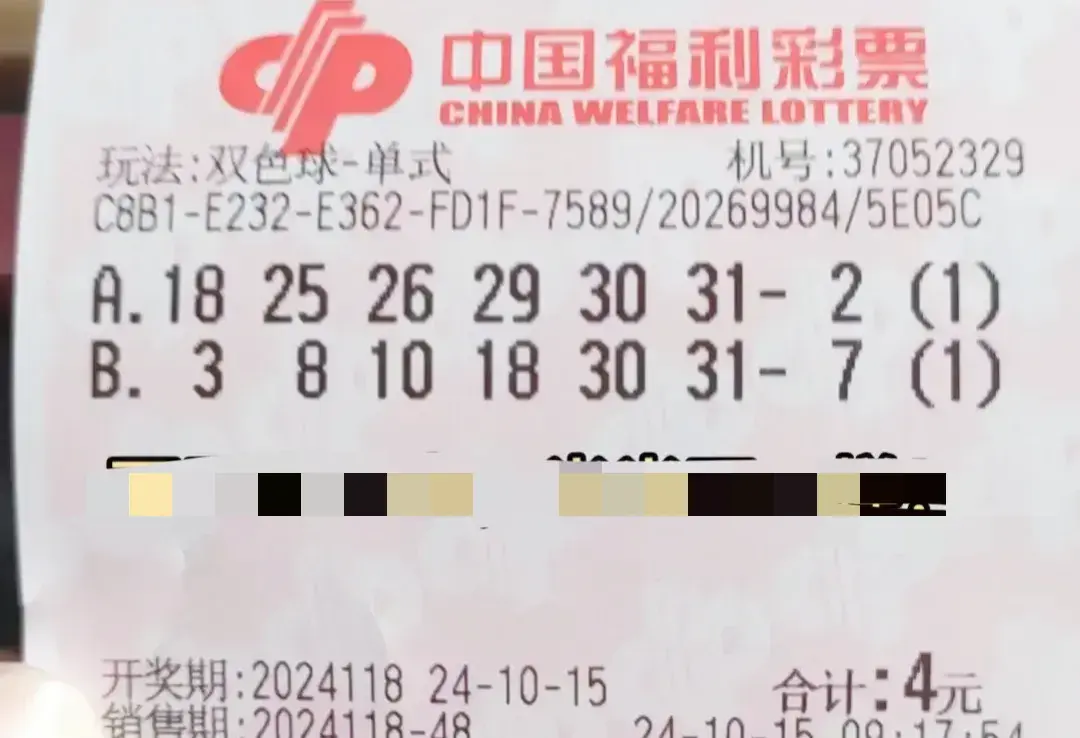 中国福利彩票
CHINA WELFARE LOTTERY
玩法:双色球-单式 机号:37052329
C8B1-E232-E362-FD1F-7589/20269984/5E05C
A.18 25 26 29 30 31- 2 (1)
B. 3 8 10 18 30 31- 7 (1)
开奖期:2024118 24-10-15 合计:4元
销售期:2024118-48 24-10-15 09:17:54